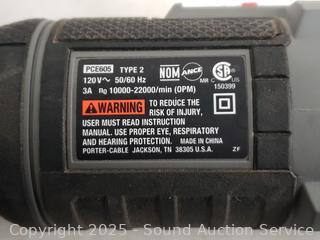 PCE605 TYPE 2
120V~ 50/60 Hz
3A n₀ 10000-22000/min (OPM)
NOM ANCE MR C US
150399
WARNING TO REDUCE THE
RISK OF INJURY,
USER MUST READ INSTRUCTION
MANUAL. USE PROPER EYE, RESPIRATORY
AND HEARING PROTECTION. MADE IN CHINA
PORTER-CABLE JACKSON, TN 38305 U.S.A. ZF
Copyright 2025 - Sound Auction Service